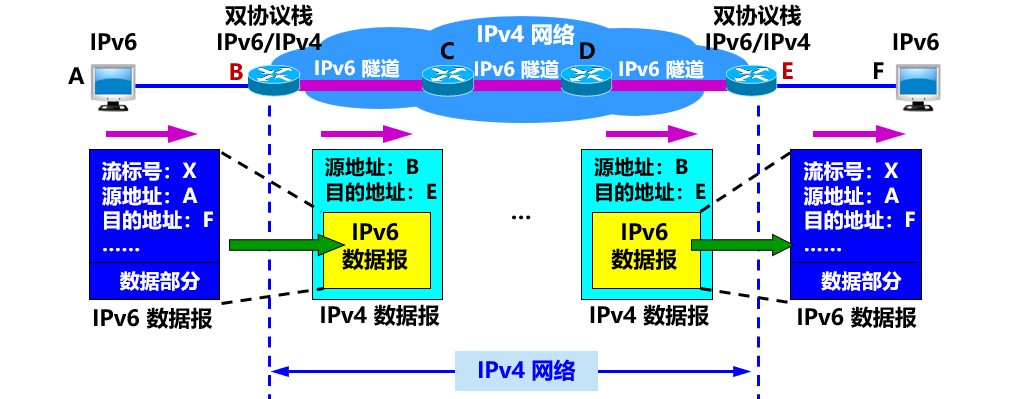 双协议栈
IPv6/IPv4
双协议栈
IPv6/IPv4
IPv6
IPv4 网络
IPv6
A
B
C
D
E
F
IPv6 隧道
IPv6 隧道
IPv6 隧道
流标号：X
源地址：A
目的地址：F
……
数据部分
IPv6 数据报
源地址：B
目的地址：E
IPv6
数据报
IPv4 数据报
…
源地址：B
目的地址：E
IPv6
数据报
IPv4 数据报
流标号：X
源地址：A
目的地址：F
……
数据部分
IPv6 数据报
IPv4 网络